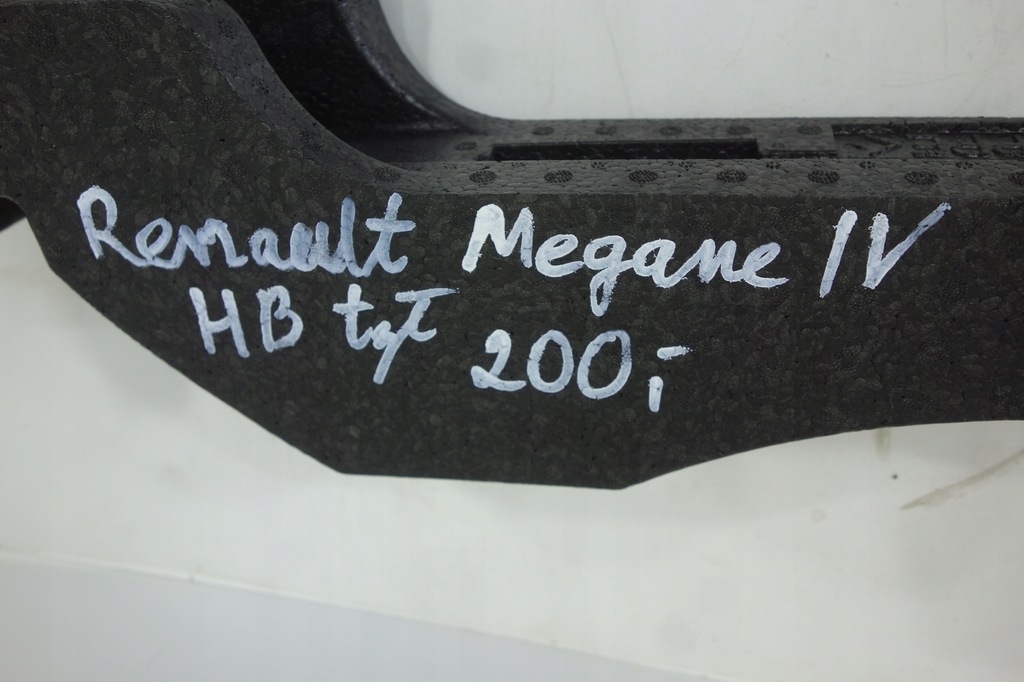 Renault Megane IV
HB tył 200,-